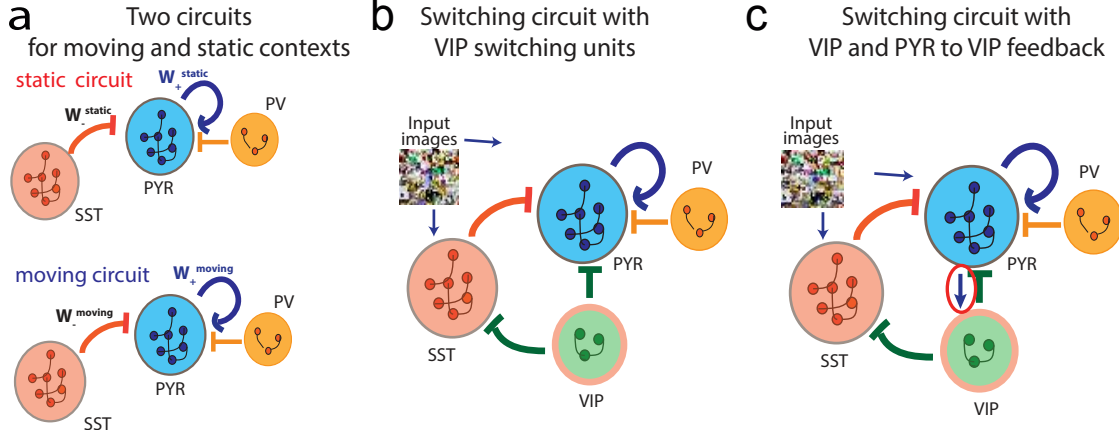 a
Two circuits
for moving and static contexts
static circuit
W+static
W-static
PV
PYR
SST
moving circuit
W+moving
W-moving
PV
PYR
SST
b
Switching circuit with
VIP switching units
Input
images
PV
PYR
SST
VIP
c
Switching circuit with
VIP and PYR to VIP feedback
Input
images
PV
PYR
SST
VIP